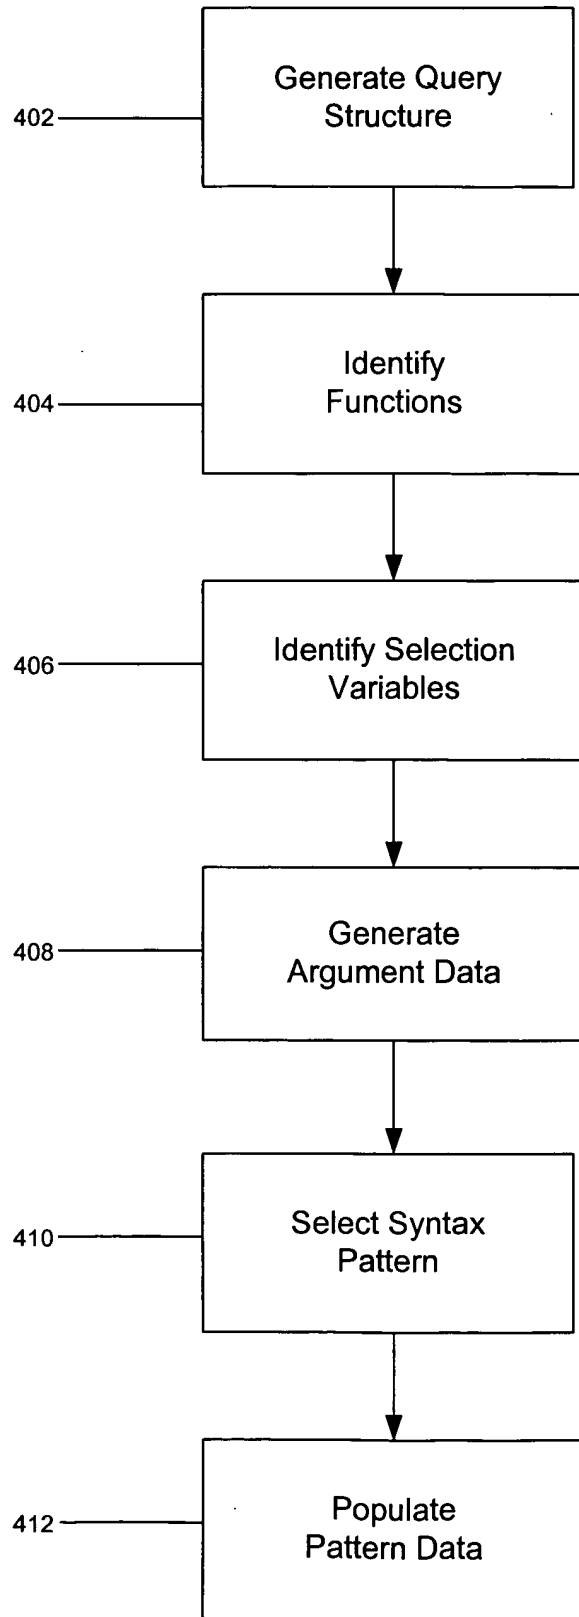 Generate Query
Structure
402
Identify
Functions
404
Identify Selection
Variables
406
Generate
Argument Data
408
Select Syntax
Pattern
410
Populate
Pattern Data
412